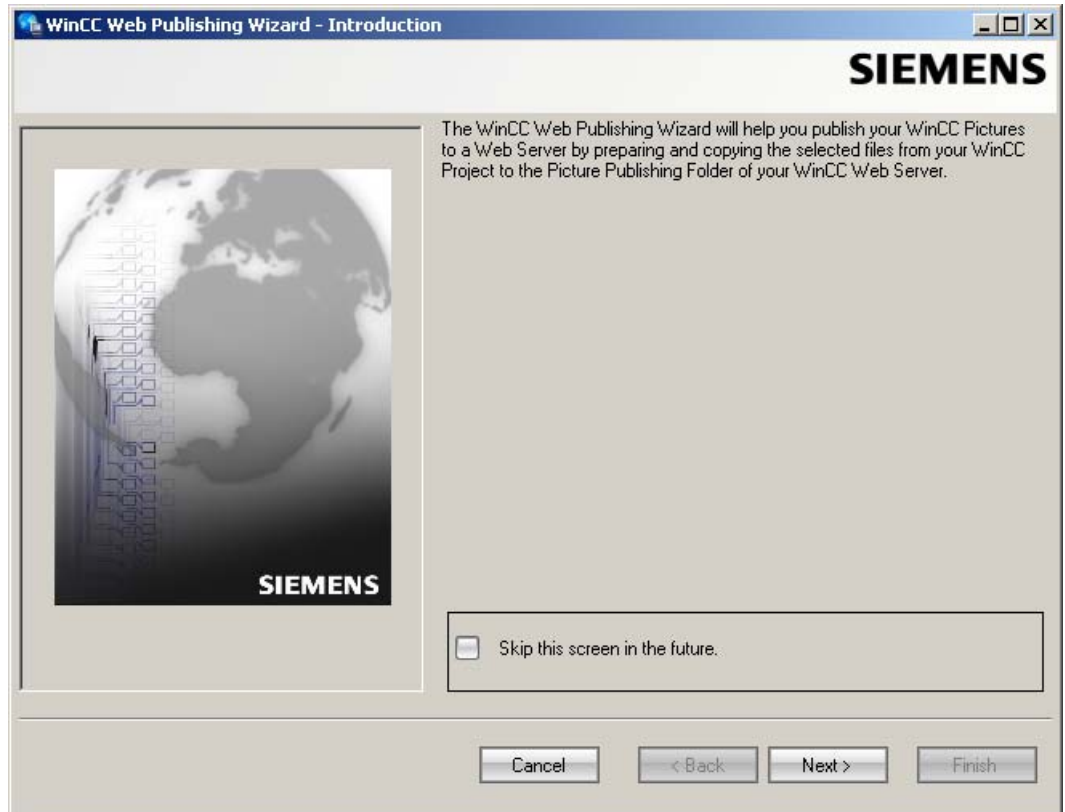 WinCC Web Publishing Wizard - Introduction
SIEMENS
The WinCC Web Publishing Wizard will help you publish your WinCC Pictures
to a Web Server by preparing and copying the selected files from your WinCC
Project to the Picture Publishing Folder of your WinCC Web Server.
SIEMENS
Skip this screen in the future.
Cancel < Back Next > Finish